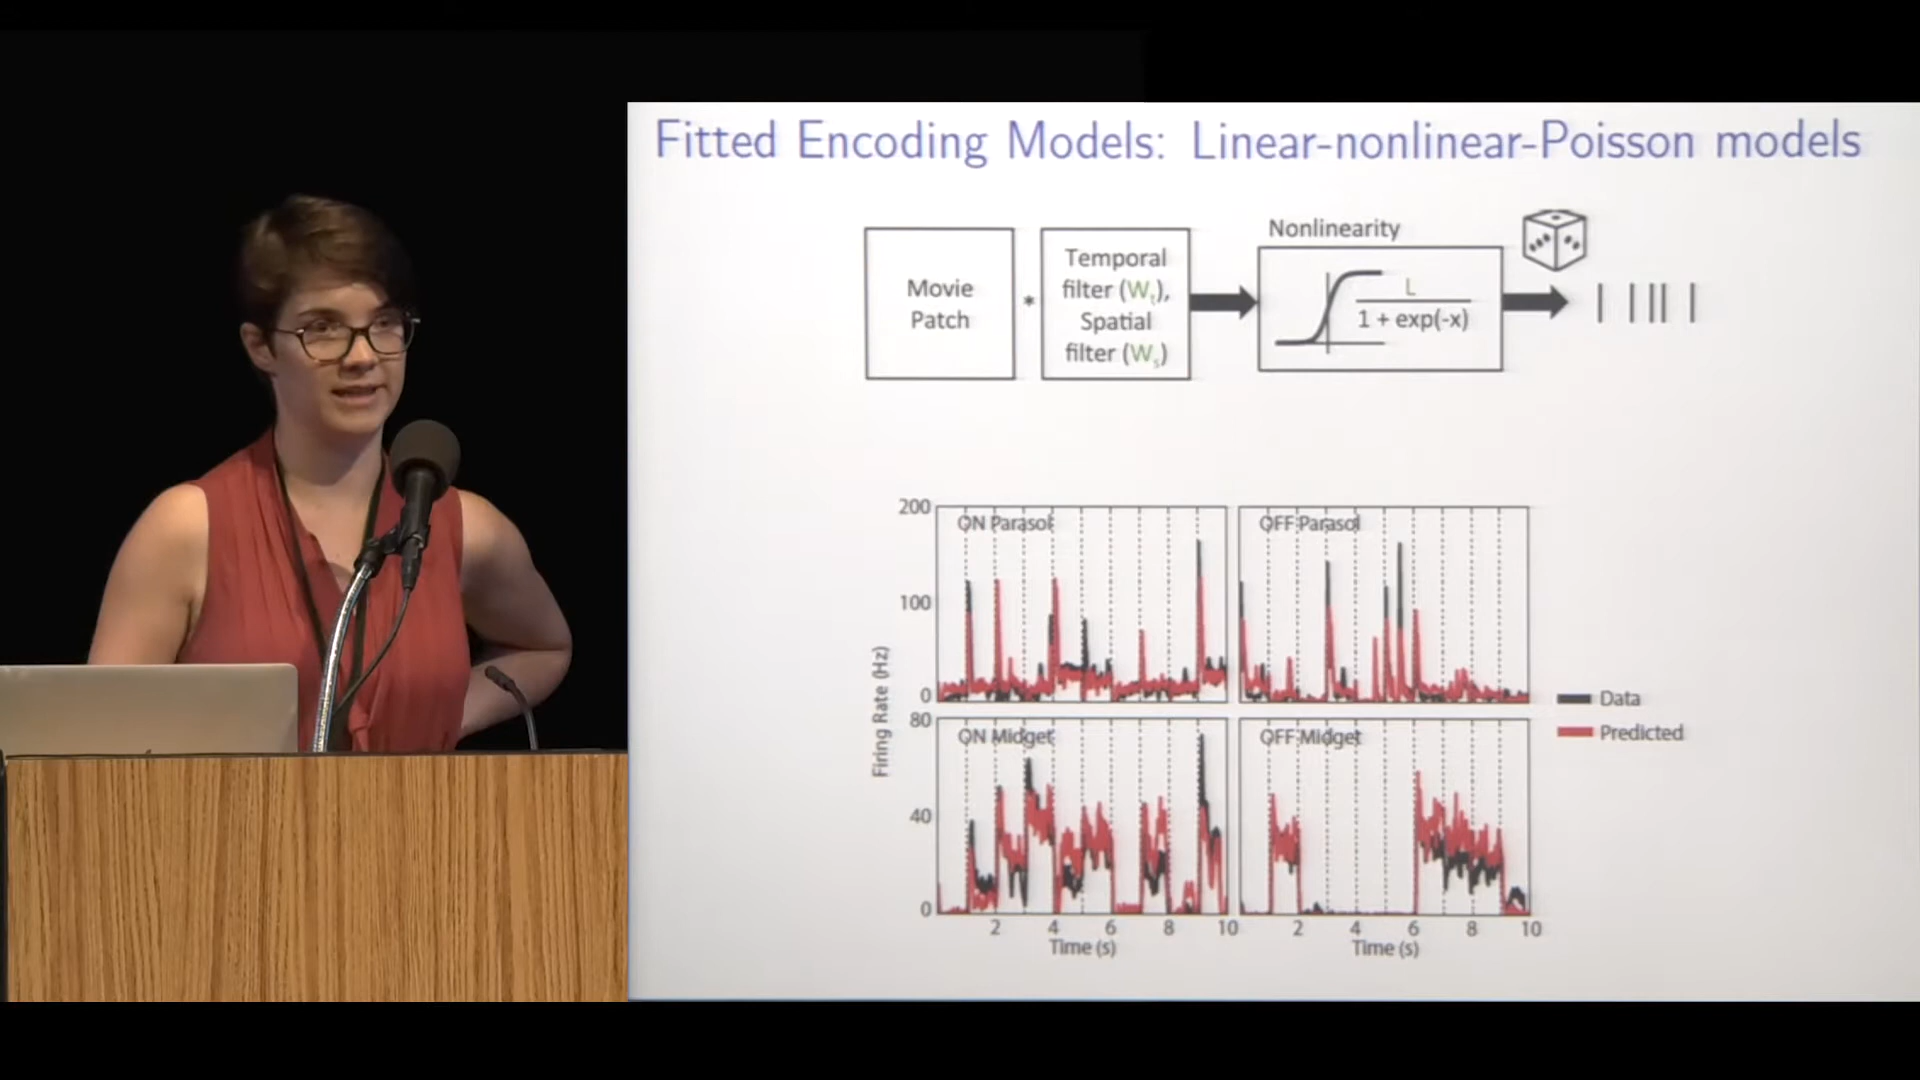 Fitted Encoding Models: Linear-nonlinear-Poisson models
Movie
Patch
*
Temporal
filter (Wt),
Spatial
filter (Ws)
Nonlinearity
L
1 + exp(-x)
200
100
0
ON Parasol
OFF Parasol
80
40
0
ON Midget
OFF Midget
Firing Rate (Hz)
Data
Predicted
2 4 6 8 10 2 4 6 8 10
Time (s) Time (s)